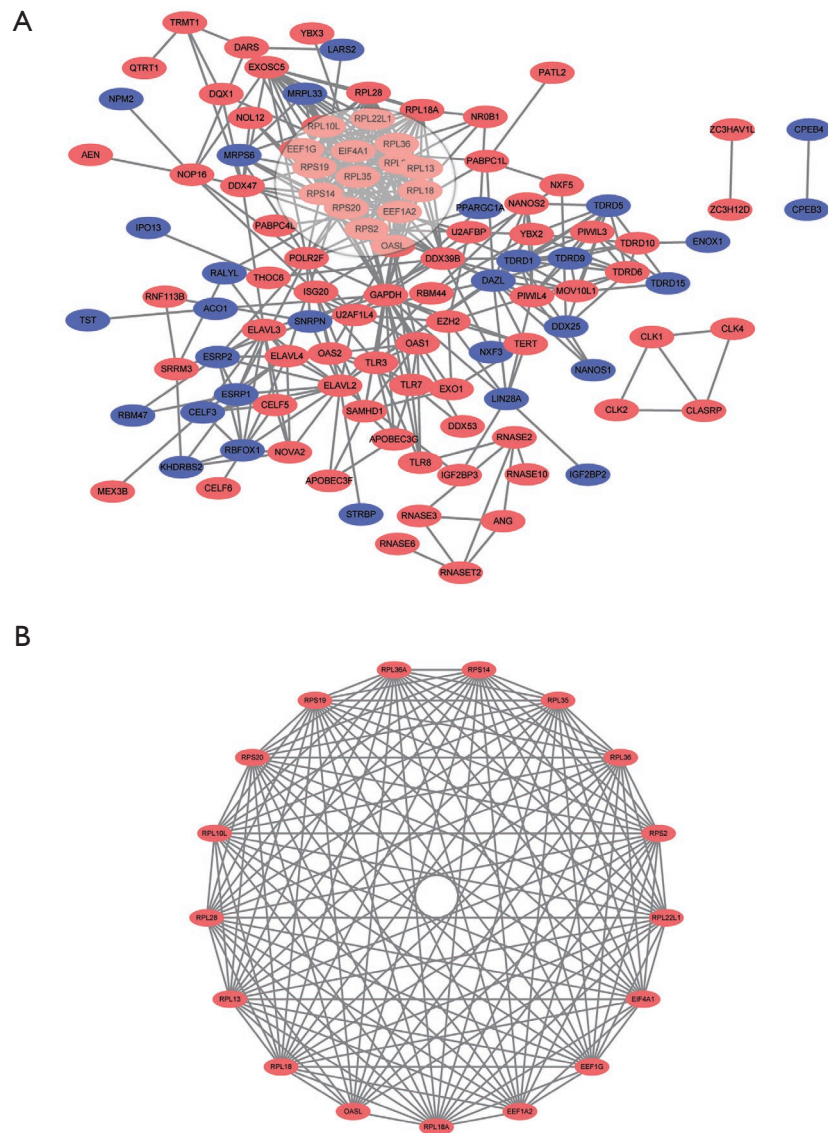 A
TRMT1
YBX3
DARS
LARS2
QTRT1
EXOSC5
PATL2
NPM2
DQX1
MRPL33
RPL28
RPL18A
NOL12
RPL10L
RPL22L1
NR0B1
ZC3HAV1L
CPEB4
AEN
MRPS6
EEF1G
EIF4A1
RPL36
NOP16
RPS19
RPL13
PABPC1L
DDX47
RPL35
RPL18
NXF5
RPS14
RPS20
EEF1A2
PPARGC1A
NANOS2
TDRD5
ZC3H12D
CPEB3
IPO13
PABPC4L
RPS2
U2AFBP
YBX2
PIWIL3
OASL
TDRD10
ENOX1
POLR2F
DDX39B
TDRD1
TDRD9
RALYL
THOC6
DAZL
TDRD6
RNF113B
ISG20
GAPDH
RBM44
PIWIL4
MOV10L1
TDRD15
TST
ACO1
SNRPN
U2AF1L4
EZH2
DDX25
CLK1
CLK4
ELAVL3
OAS1
TERT
ESRP2
ELAVL4
OAS2
TLR3
NXF3
NANOS1
SRRM3
ESRP1
ELAVL2
TLR7
EXO1
LIN28A
RBM47
CELF3
CELF5
SAMHD1
CLK2
CLASRP
DDX53
APOBEC3G
RBFOX1
NOVA2
RNASE2
KHDRBS2
TLR8
IGF2BP3
RNASE10
IGF2BP2
MEX3B
CELF6
APOBEC3F
STRBP
RNASE3
ANG
RNASE6
RNASET2
B
RPL36A
RPS14
RPS19
RPL35
RPS20
RPL36
RPL10L
RPS2
RPL28
RPL22L1
RPL13
EIF4A1
RPL18
EEF1G
OASL
EEF1A2
RPL18A